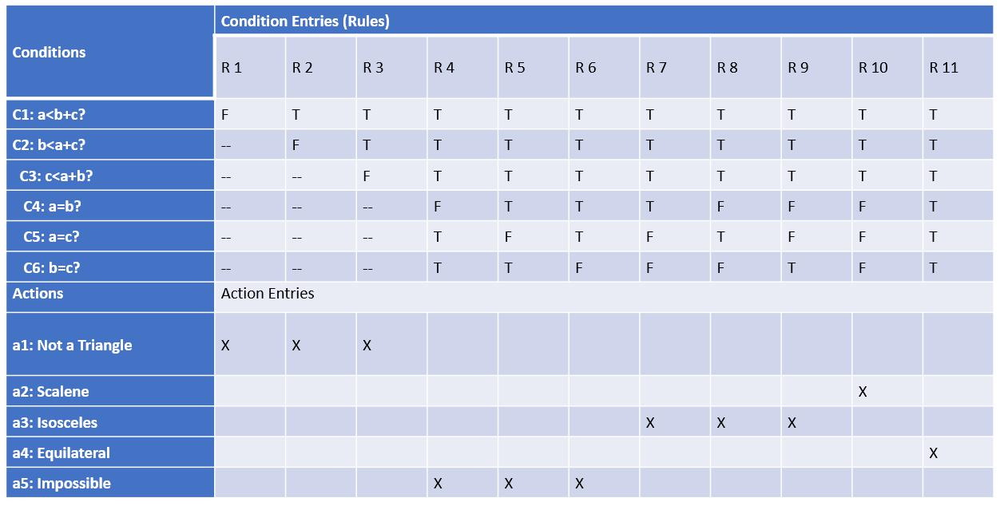 Condition Entries (Rules)
Conditions
R 1 R 2 R 3 R 4 R 5 R 6 R 7 R 8 R 9 R 10 R 11
C1: a<b+c? F T T T T T T T T T T
C2: b<a+c? -- F T T T T T T T T T
C3: c<a+b? -- -- F T T T T T T T T
C4: a=b? -- -- -- F T T T F F F T
C5: a=c? -- -- -- T F T F T F F T
C6: b=c? -- -- -- T T F F F T F T
Actions Action Entries
a1: Not a Triangle X X X
a2: Scalene X
a3: Isosceles X X X
a4: Equilateral X
a5: Impossible X X X